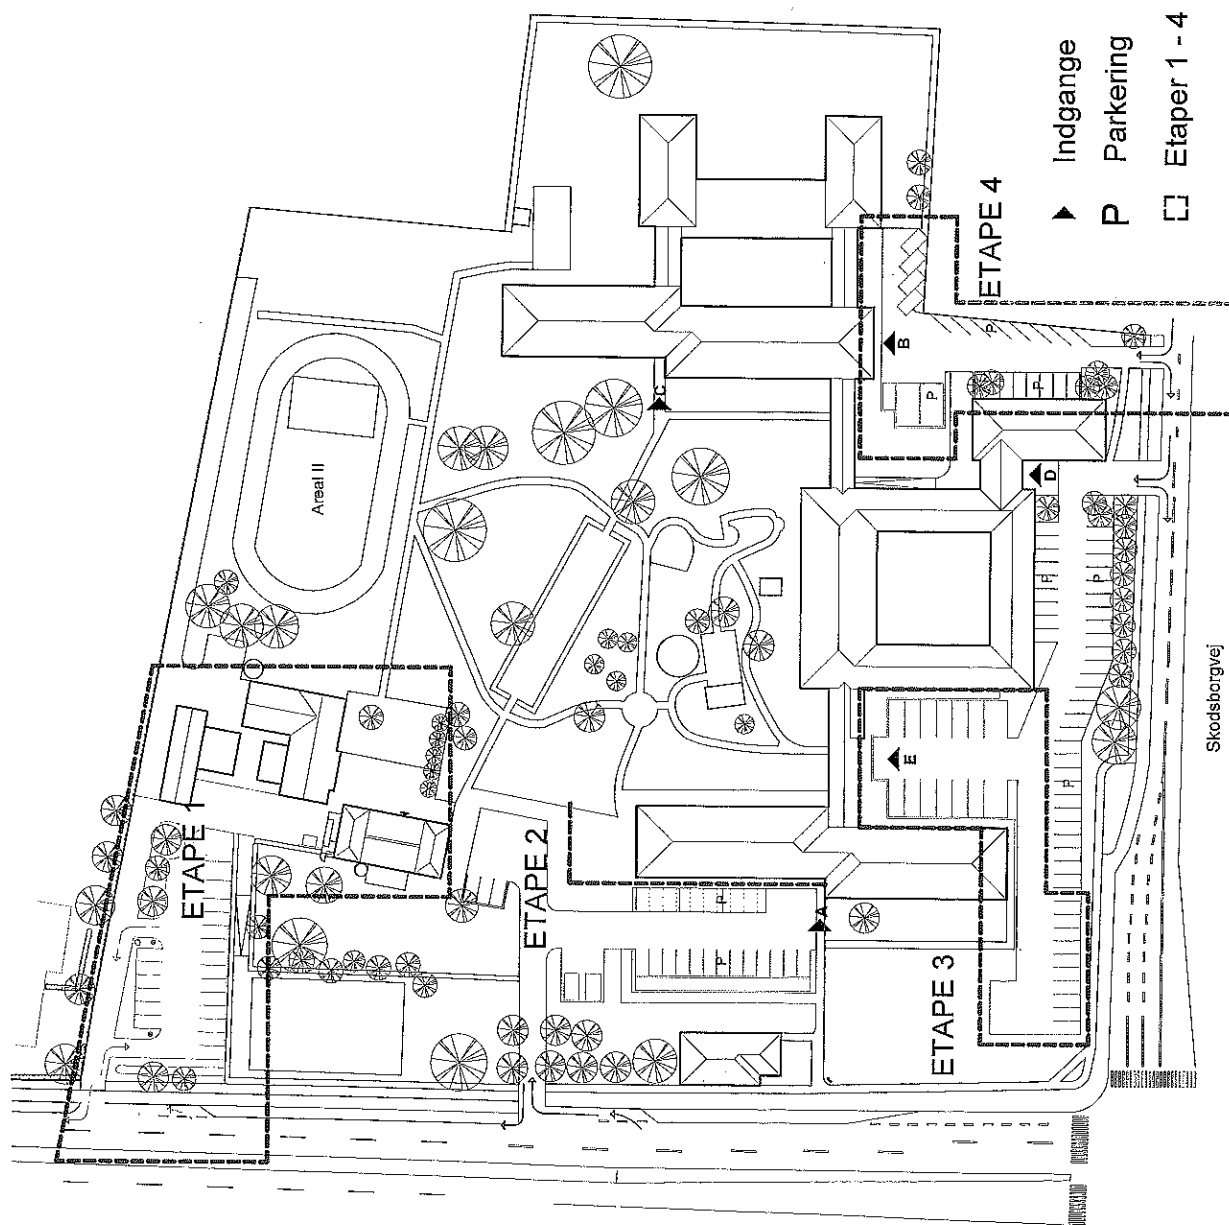 Areal II
ETAPE 1
ETAPE 2
ETAPE 3
ETAPE 4
A
B
C
D
E
P
P
P
P
P
P
P
P
Skodsborgvej
Indgange
P Parkering
Etaper 1 - 4